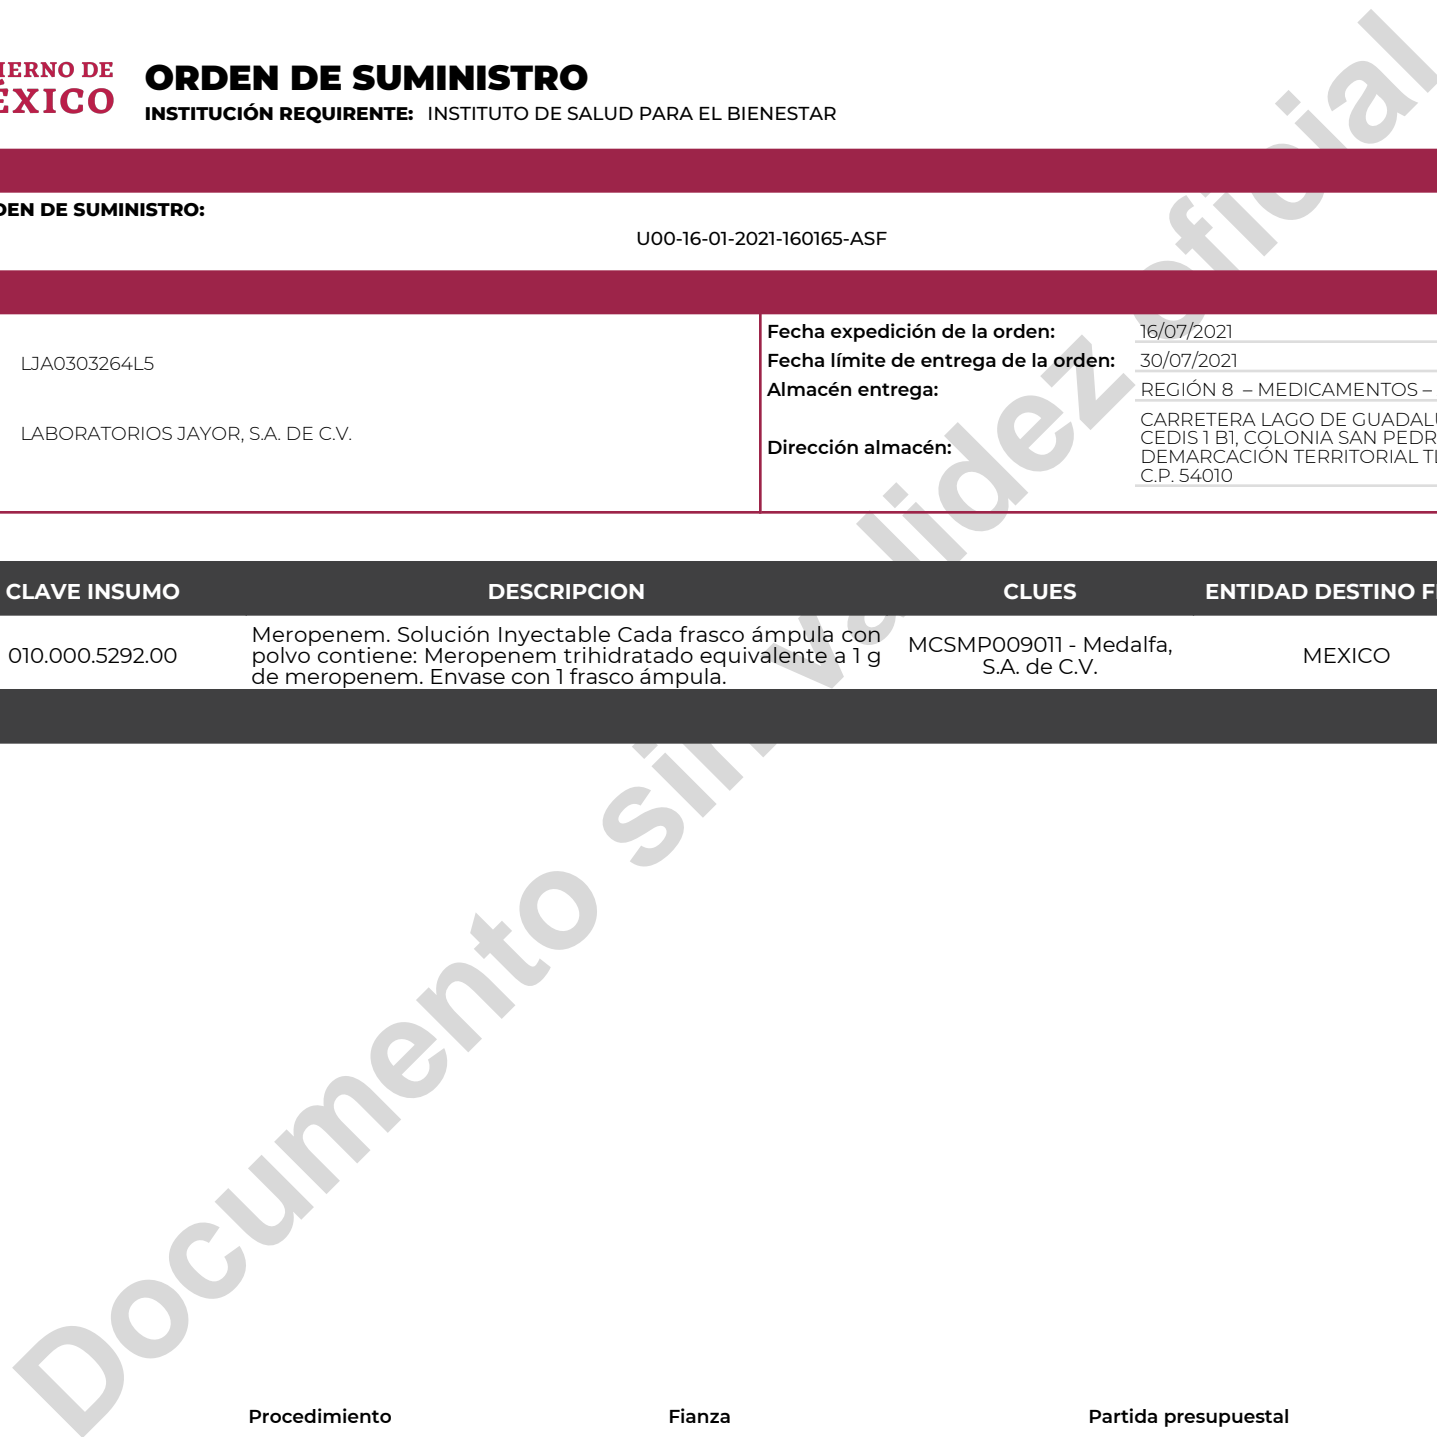 IERNO DE
ÉXICO
ORDEN DE SUMINISTRO
INSTITUCIÓN REQUIRENTE: INSTITUTO DE SALUD PARA EL BIENESTAR
DEN DE SUMINISTRO:
U00-16-01-2021-160165-ASF
LJA0303264L5
LABORATORIOS JAYOR, S.A. DE C.V.
Fecha expedición de la orden: 16/07/2021
Fecha límite de entrega de la orden: 30/07/2021
Almacén entrega: REGIÓN 8 – MEDICAMENTOS –
Dirección almacén:
CARRETERA LAGO DE GUADALU
CEDIS 1 B1, COLONIA SAN PEDR
DEMARCACIÓN TERRITORIAL TL
C.P. 54010
CLAVE INSUMO DESCRIPCION CLUES ENTIDAD DESTINO FI
010.000.5292.00
Meropenem. Solución Inyectable Cada frasco ámpula con
polvo contiene: Meropenem trihidratado equivalente a 1 g
de meropenem. Envase con 1 frasco ámpula.
MCSMP009011 - Medalfa,
S.A. de C.V.
MEXICO
Documento sin validez oficial
Procedimiento Fianza Partida presupuestal